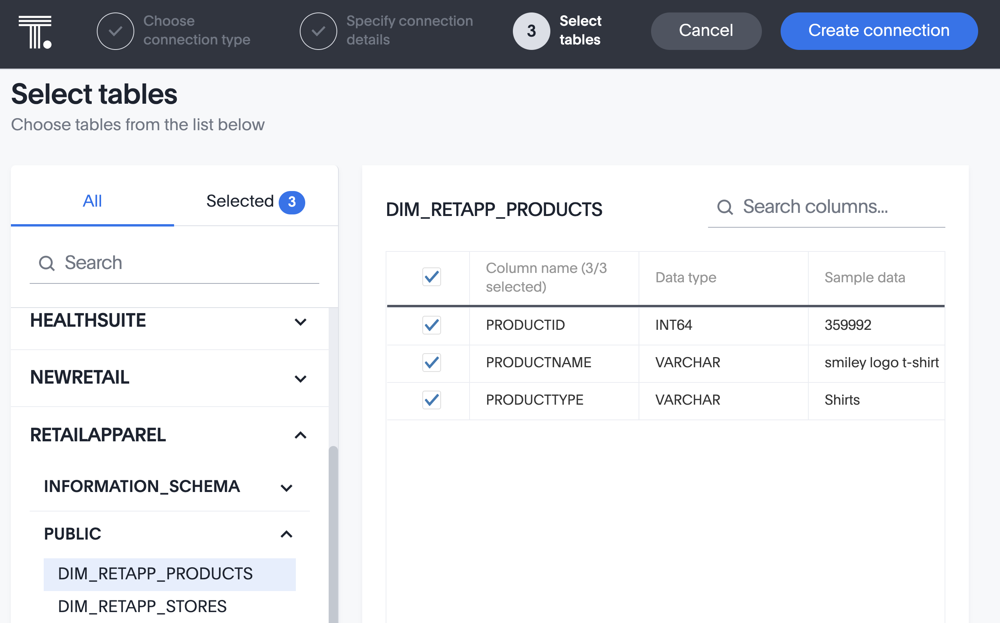 Choose
connection type
Specify connection
details
3
Select
tables
Cancel
Create connection
Select tables
Choose tables from the list below
All
Selected 3
Search
HEALTHSUITE
NEWRETAIL
RETAILAPPAREL
INFORMATION_SCHEMA
PUBLIC
DIM_RETAPP_PRODUCTS
DIM_RETAPP_STORES
DIM_RETAPP_PRODUCTS
Search columns...
Column name (3/3
selected)
Data type
Sample data
PRODUCTID INT64 359992
PRODUCTNAME VARCHAR smiley logo t-shirt
PRODUCTTYPE VARCHAR Shirts